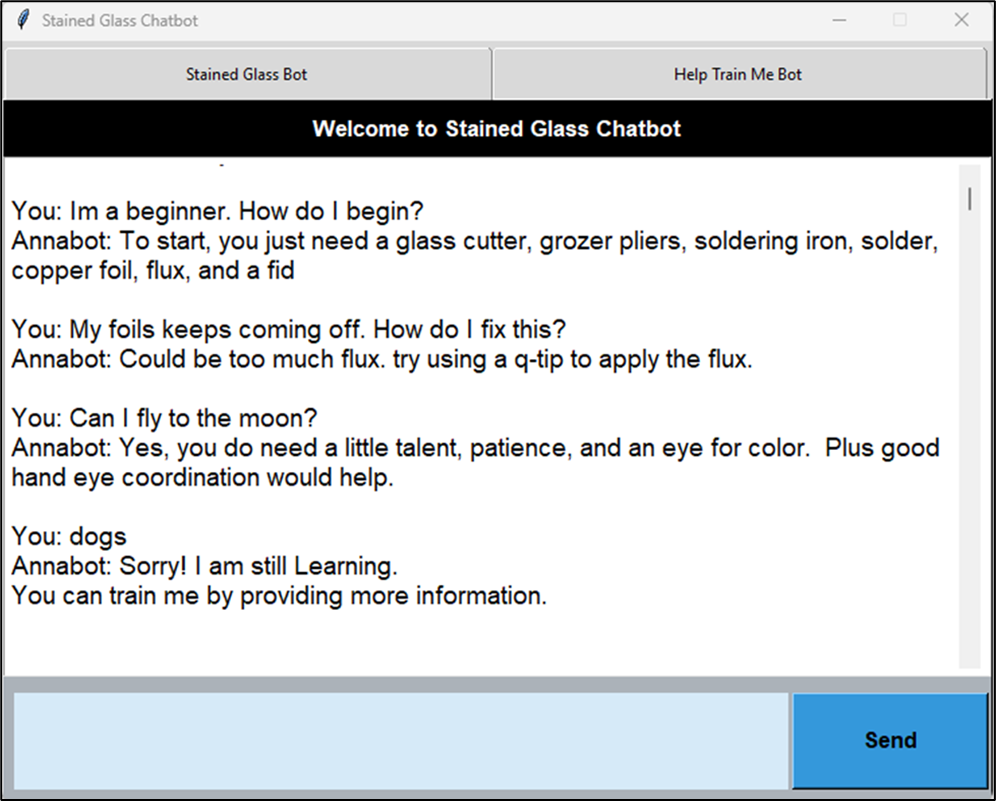 Stained Glass Chatbot
Stained Glass Bot
Help Train Me Bot
Welcome to Stained Glass Chatbot
You: Im a beginner. How do I begin?
Annabot: To start, you just need a glass cutter, grozer pliers, soldering iron, solder,
copper foil, flux, and a fid
You: My foils keeps coming off. How do I fix this?
Annabot: Could be too much flux. try using a q-tip to apply the flux.
You: Can I fly to the moon?
Annabot: Yes, you do need a little talent, patience, and an eye for color.  Plus good
hand eye coordination would help.
You: dogs
Annabot: Sorry! I am still Learning.
You can train me by providing more information.
Send